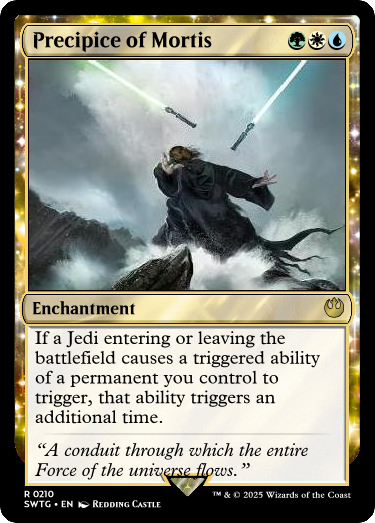 Precipice of Mortis
Enchantment
If a Jedi entering or leaving the
battlefield causes a triggered ability
of a permanent you control to
trigger, that ability triggers an
additional time.
“A conduit through which the entire
Force of the universe flows.”
R 0210
SWTG • EN Redding Castle
™ & © 2025 Wizards of the Coast